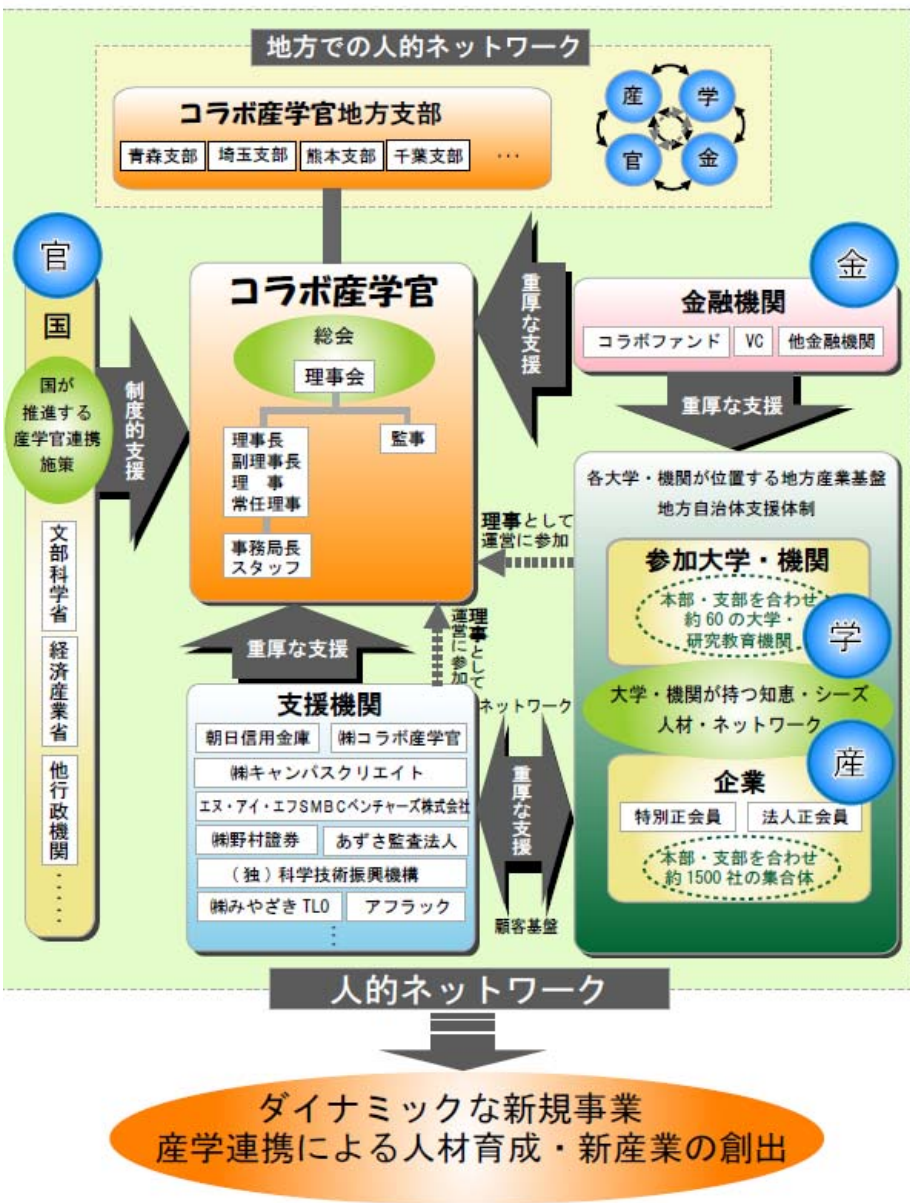 地方での人的ネットワーク
コラボ産学官地方支部
青森支部 埼玉支部 熊本支部 千葉支部 …
産 学
官 金
官
国
国が
推進する
産学官連携
施策
文部科学省
経済産業省
他行政機関
・・・・・
制度的支援
コラボ産学官
総会
理事会
理事長
副理事長
理 事
常任理事
監事
事務局長
スタッフ
重厚な支援
金
金融機関
コラボファンド VC 他金融機関
重厚な支援
各大学・機関が位置する地方産業基盤
地方自治体支援体制
理事として
運営に参加
参加大学・機関
本部・支部を合わせ
約60の大学・
研究教育機関
学
大学・機関が持つ知恵・シーズ
人材・ネットワーク
産
企業
特別正会員 法人正会員
本部・支部を合わせ
約1500社の集合体
重厚な支援
理事として
運営に参加
支援機関
朝日信用金庫 ㈱コラボ産学官
㈱キャンパスクリエイト
エヌ・アイ・エフSMBCベンチャーズ株式会社
㈱野村證券 あずさ監査法人
（独）科学技術振興機構
㈱みやざきTLO アフラック
⋮
ネットワーク
重厚な支援
顧客基盤
人的ネットワーク
ダイナミックな新規事業
産学連携による人材育成・新産業の創出